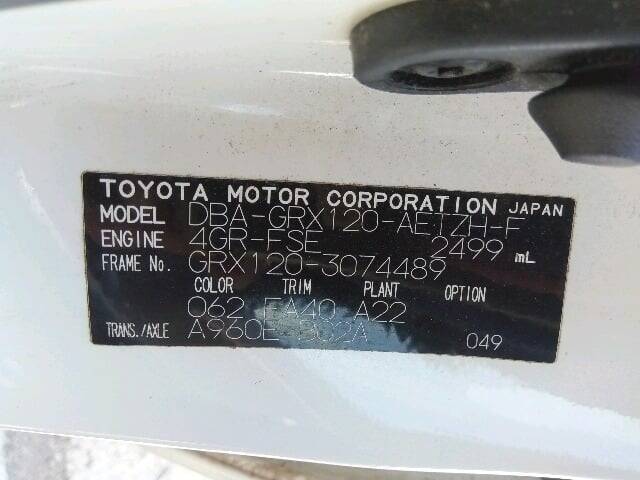 TOYOTA MOTOR CORPORATION JAPAN
MODEL DBA-GRX120-AETZH-F
ENGINE 4GR-FSE 2499 mL
FRAME No. GRX120-3074489
COLOR TRIM PLANT OPTION
062 EA40 A22
TRANS./AXLE A960E 049